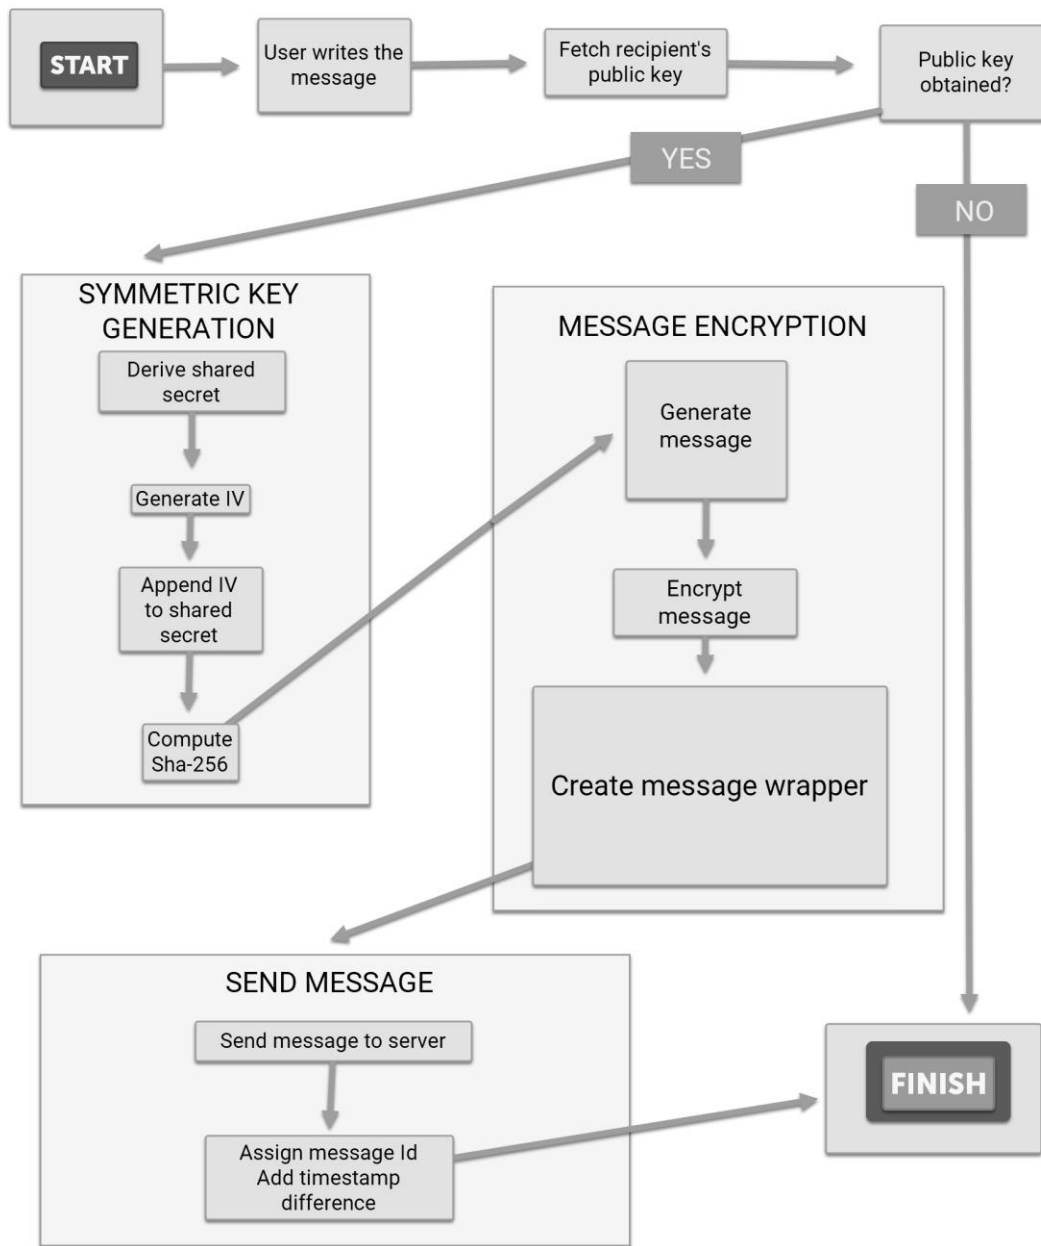 START
User writes the
message
Fetch recipient's
public key
Public key
obtained?
YES
NO
SYMMETRIC KEY
GENERATION
Derive shared
secret
Generate IV
Append IV
to shared
secret
Compute
Sha-256
MESSAGE ENCRYPTION
Generate
message
Encrypt
message
Create message wrapper
SEND MESSAGE
Send message to server
Assign message Id
Add timestamp
difference
FINISH